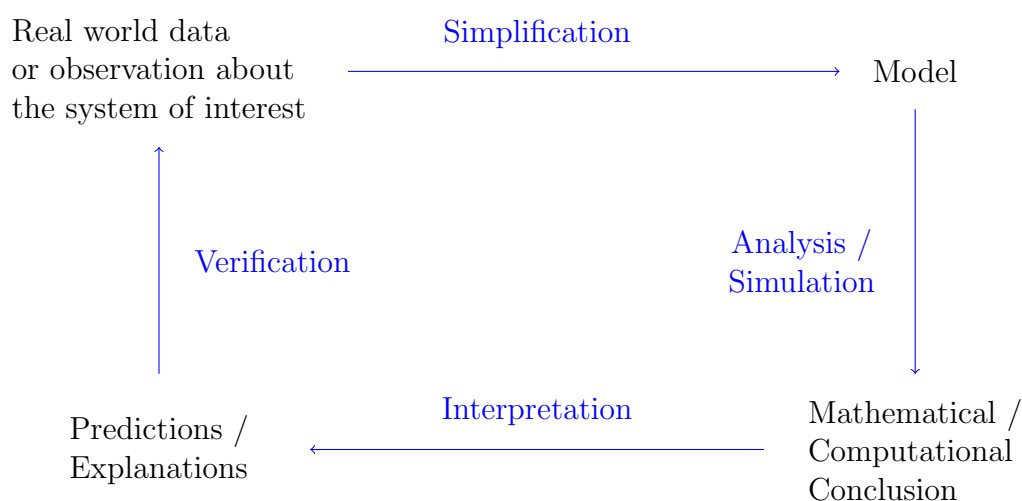 Real world data
or observation about
the system of interest
Simplification
Model
Analysis /
Simulation
Mathematical /
Computational
Conclusion
Interpretation
Predictions /
Explanations
Verification